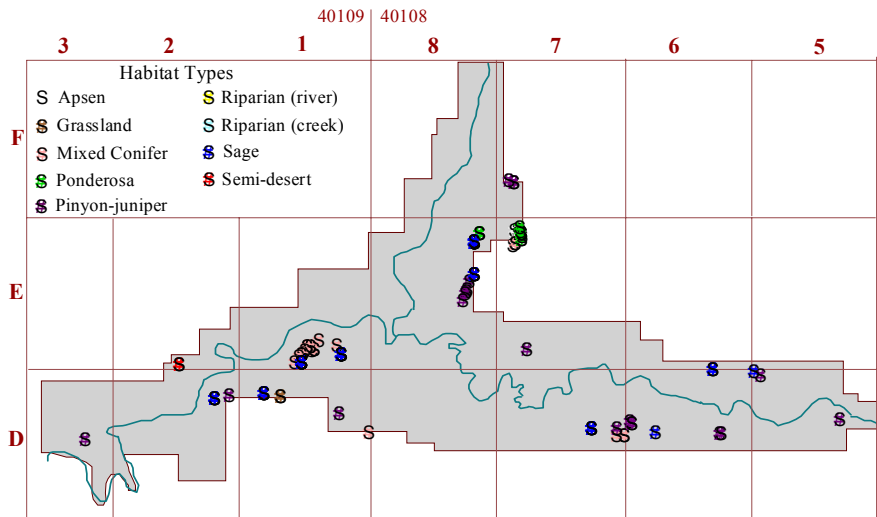 40109 40108
3 2 1 8 7 6 5
Habitat Types
S Apsen S Riparian (river)
S Grassland S Riparian (creek)
S Mixed Conifer S Sage
S Ponderosa S Semi-desert
S Pinyon-juniper
F
E
D